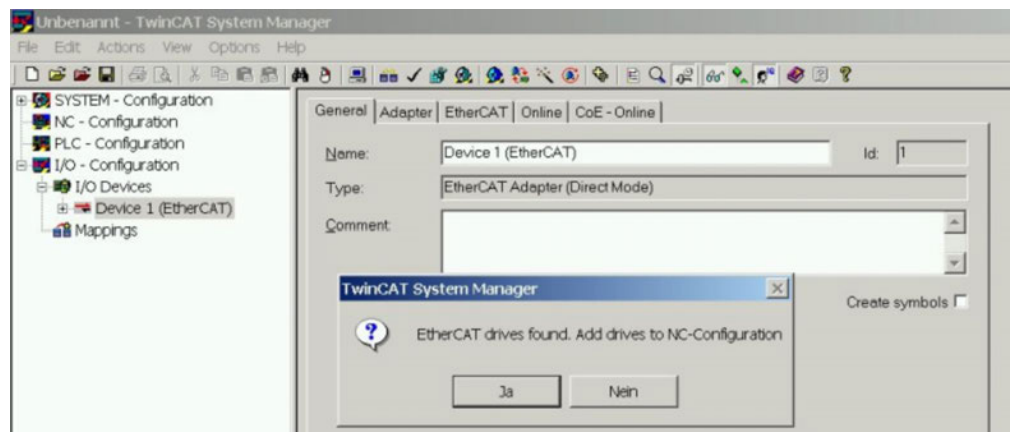 Unbenannt - TwinCAT System Manager
File Edit Actions View Options Help
SYSTEM - Configuration
NC - Configuration
PLC - Configuration
I/O - Configuration
I/O Devices
Device 1 (EtherCAT)
Mappings
General Adapter EtherCAT Online CoE - Online
Name: Device 1 (EtherCAT) Id: 1
Type: EtherCAT Adapter (Direct Mode)
Comment:
TwinCAT System Manager
Create symbols
EtherCAT drives found. Add drives to NC-Configuration
Ja Nein